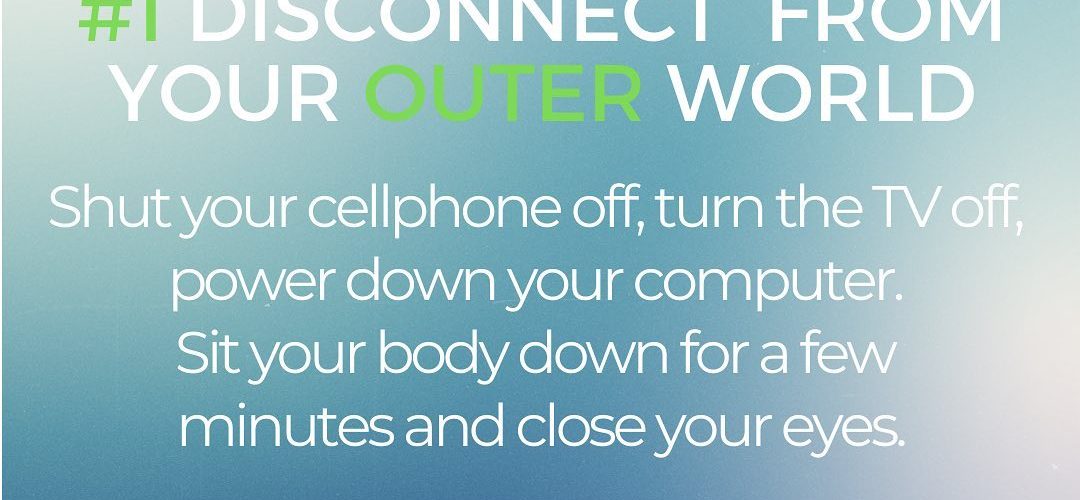 #1 DISCONNECT FROM
YOUR OUTER WORLD
Shut your cellphone off, turn the TV off,
power down your computer.
Sit your body down for a few
minutes and close your eyes.